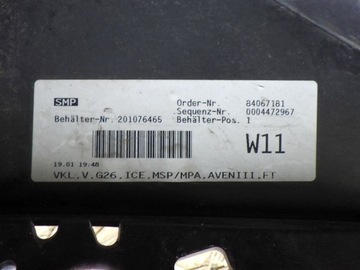 SMP
Order-Nr. 84067181
Sequenz-Nr. 0004472967
Behälter-Nr. 201076465 Behälter-Pos. 1
W11
19.01 19:48
VKL.V.G26.ICE.MSP/MPA.AVENIII.FT